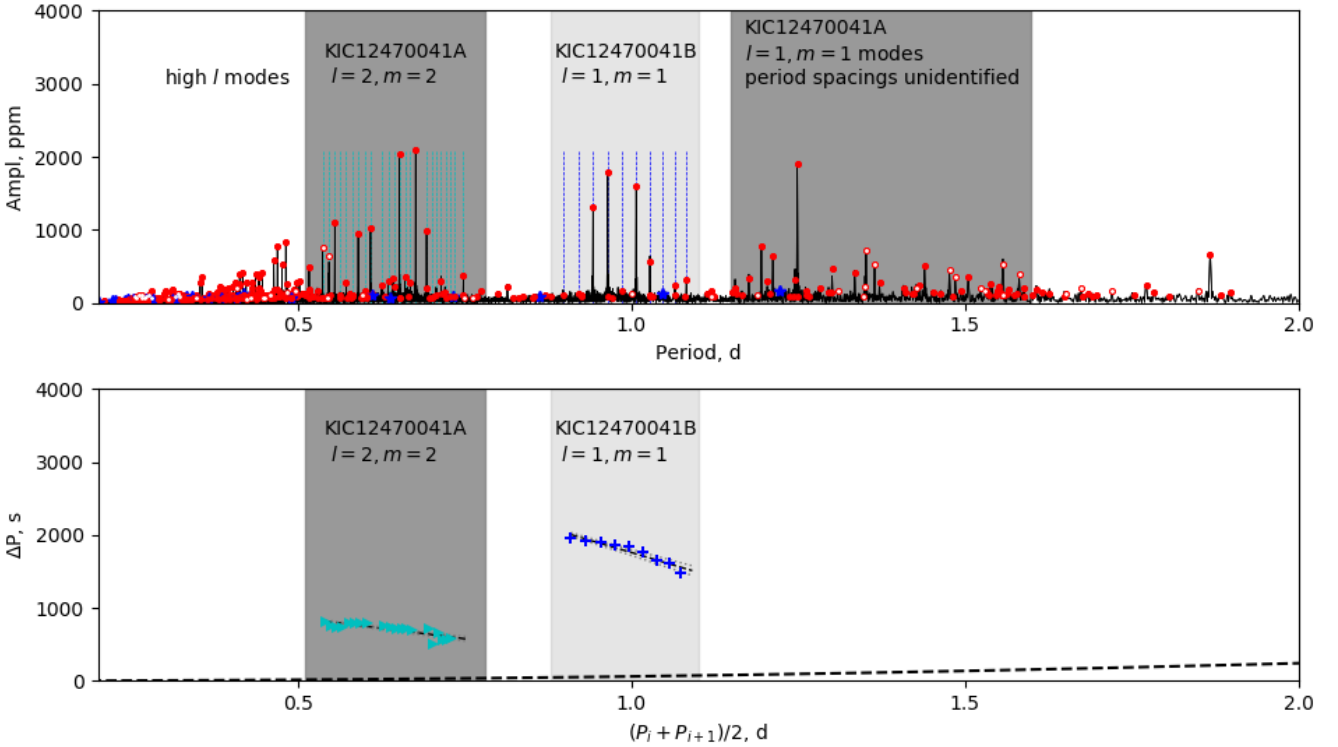 4000
3000
2000
1000
0
Ampl, ppm
high l modes
KIC12470041A
l = 2, m = 2
KIC12470041B
l = 1, m = 1
KIC12470041A
l = 1, m = 1 modes
period spacings unidentified
0.5 1.0 1.5 2.0
Period, d
4000
3000
2000
1000
0
ΔP, s
KIC12470041A
l = 2, m = 2
KIC12470041B
l = 1, m = 1
0.5 1.0 1.5 2.0
(Pᵢ + Pᵢ₊₁)/2, d